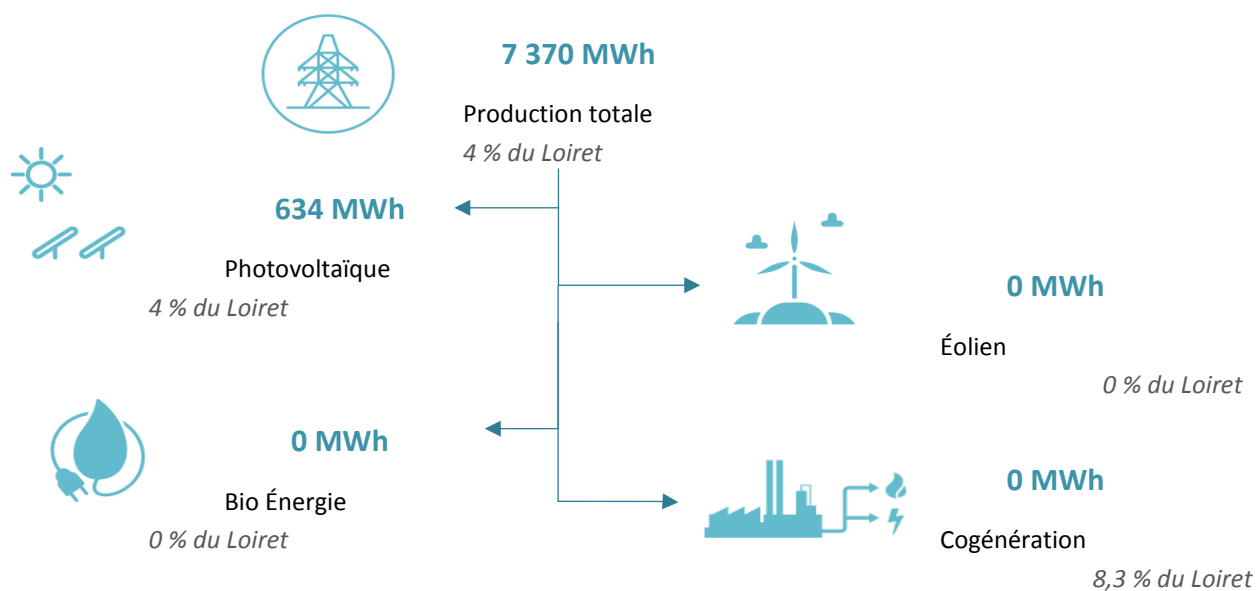 7 370 MWh
Production totale
4 % du Loiret
634 MWh
Photovoltaïque
4 % du Loiret
0 MWh
Éolien
0 % du Loiret
0 MWh
Bio Énergie
0 % du Loiret
0 MWh
Cogénération
8,3 % du Loiret